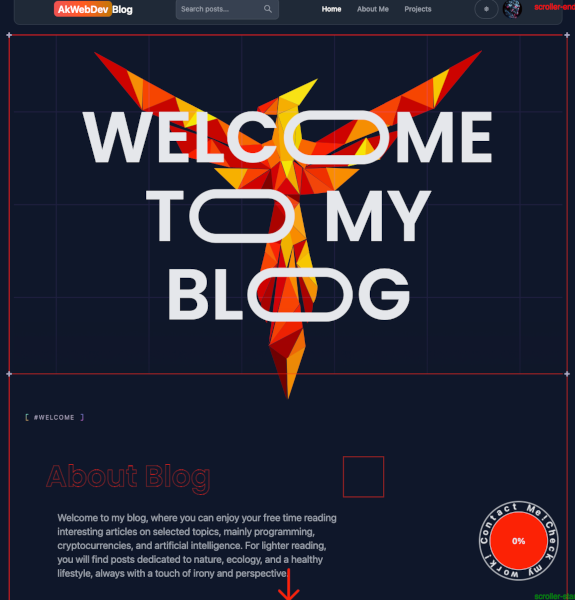 AkWebDev Blog
Search posts...
Home
About Me
Projects
scroller-end
WELCOME
TO MY
BLOG
[ #WELCOME ]
About Blog
Welcome to my blog, where you can enjoy your free time reading
interesting articles on selected topics, mainly programming,
cryptocurrencies, and artificial intelligence. For lighter reading,
you will find posts dedicated to nature, ecology, and a healthy
lifestyle, always with a touch of irony and perspective.
Contact Me!Check my work!
0%